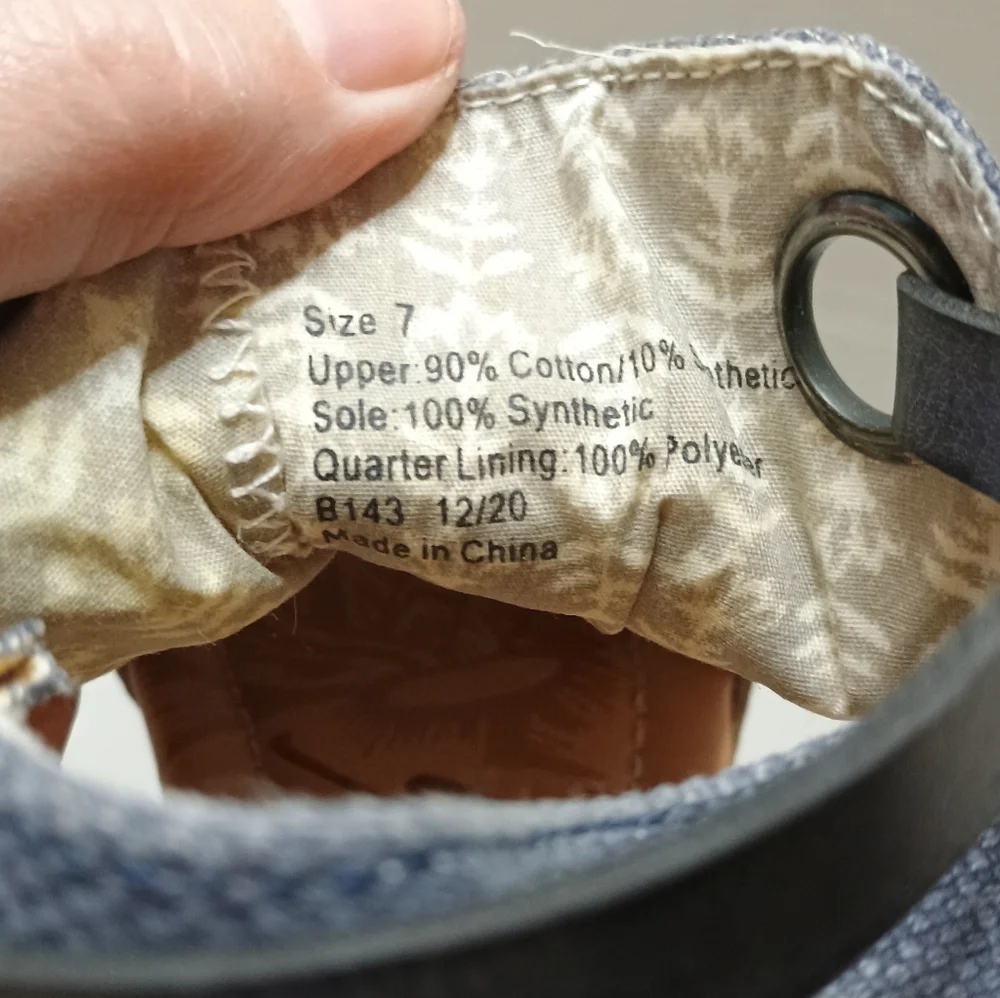 Size 7
Upper:90% Cotton/10%
Sole:100% Synthetic
Quarter Lining:100%
B143 12/20
Made in China